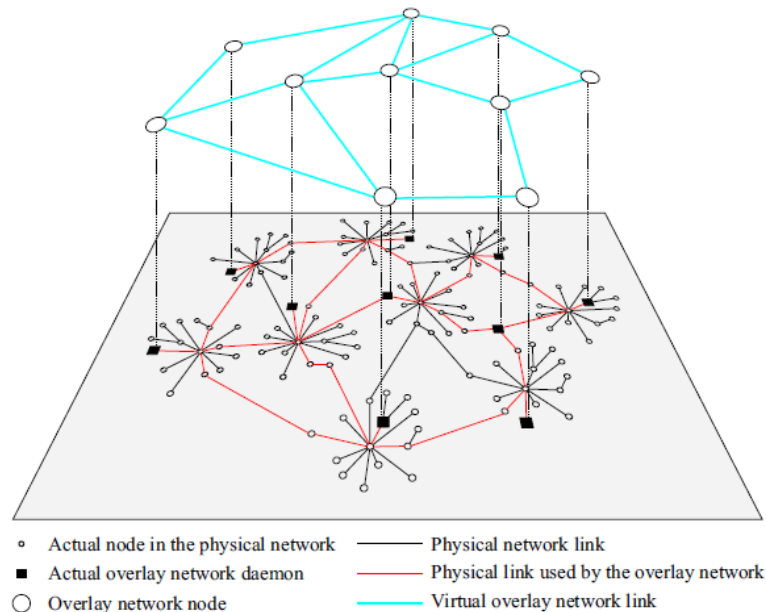 Actual node in the physical network
Physical network link
Actual overlay network daemon
Physical link used by the overlay network
Overlay network node
Virtual overlay network link